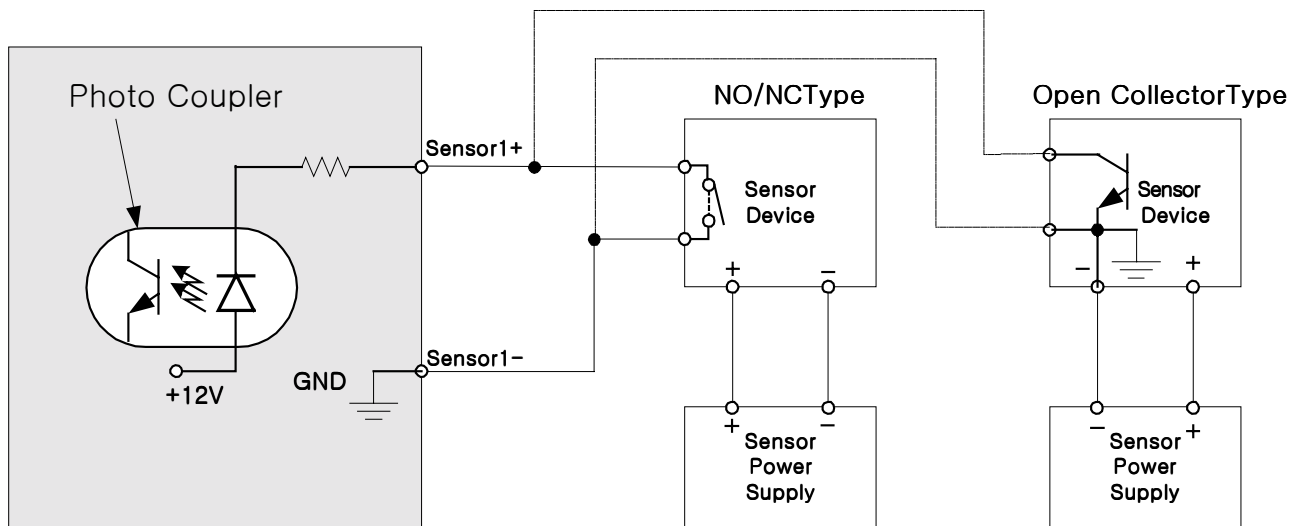 Photo Coupler
NO/NCType
Open CollectorType
Sensor1+
Sensor
Device
Sensor
Device
+
−
−
+
Sensor1−
GND
+12V
+
−
−
+
Sensor
Power
Supply
Sensor
Power
Supply